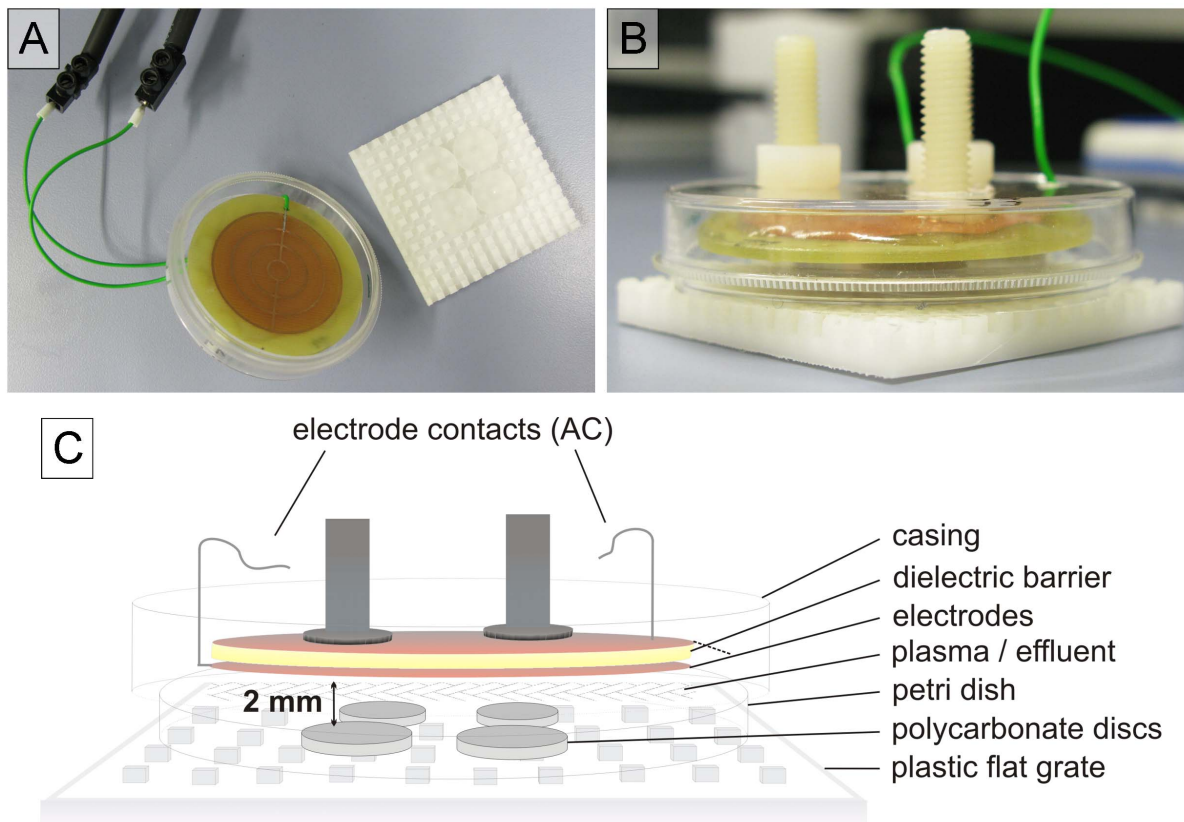 A
B
C
electrode contacts (AC)
casing
dielectric barrier
electrodes
plasma / effluent
2 mm
petri dish
polycarbonate discs
plastic flat grate